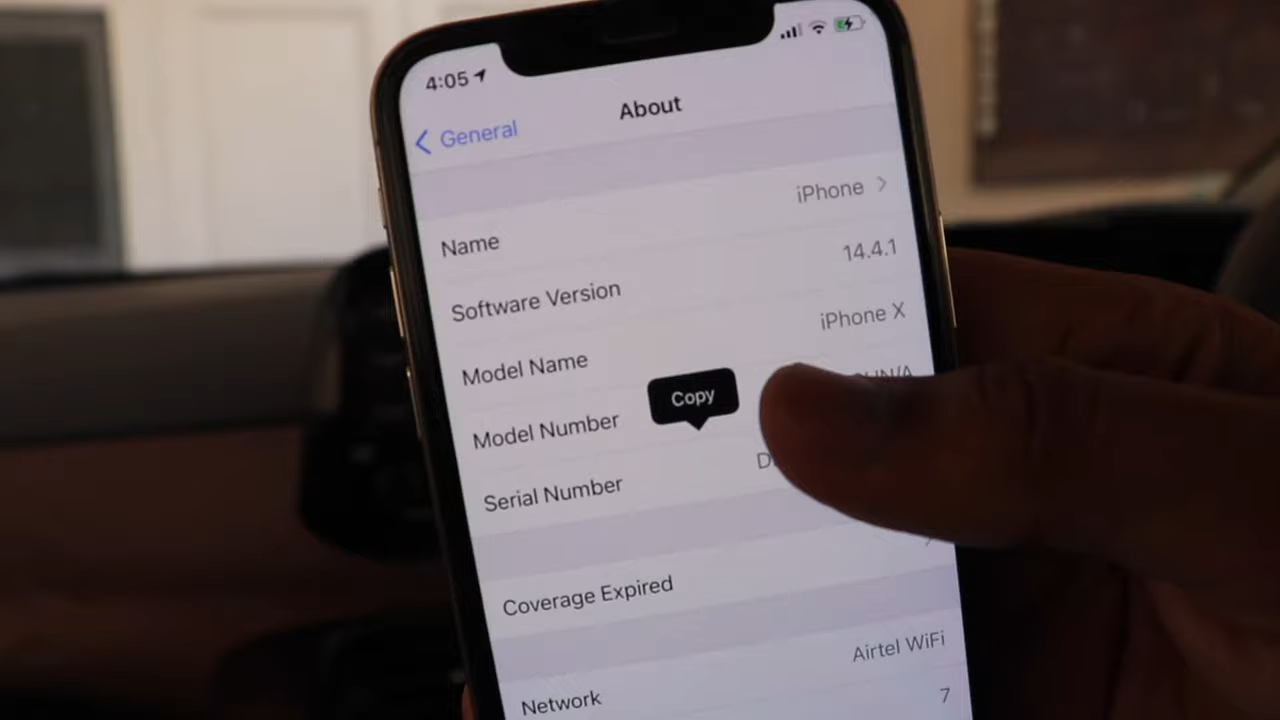 4:05
General
About
Name
iPhone
Software Version
14.4.1
Model Name
iPhone X
Copy
Model Number
Serial Number
Coverage Expired
Network
Airtel WiFi
7